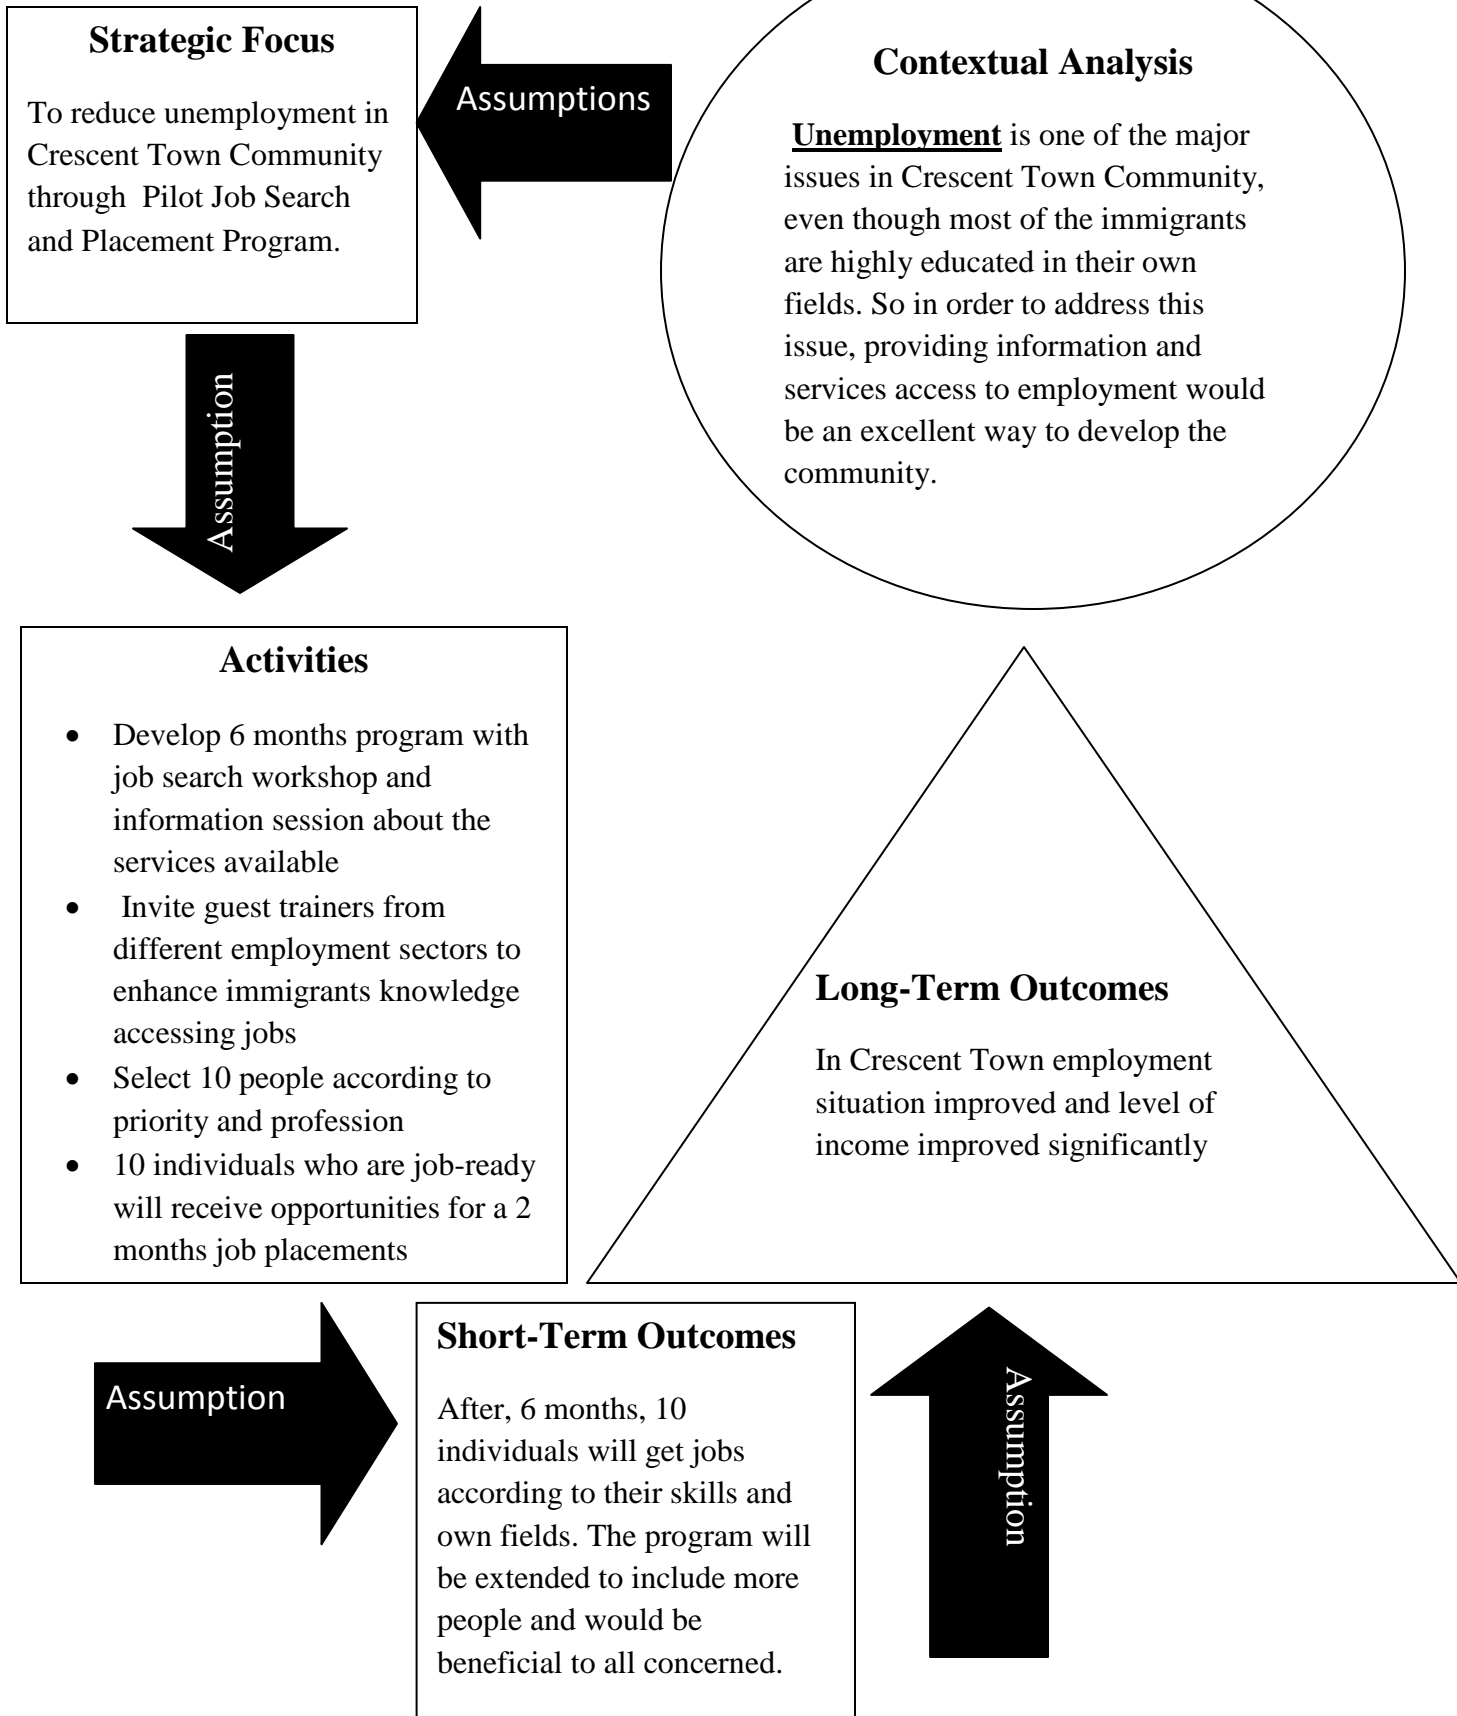 Strategic Focus
To reduce unemployment in
Crescent Town Community
through Pilot Job Search
and Placement Program.
Assumptions
Contextual Analysis
Unemployment is one of the major
issues in Crescent Town Community,
even though most of the immigrants
are highly educated in their own
fields. So in order to address this
issue, providing information and
services access to employment would
be an excellent way to develop the
community.
Assumption
Activities
• Develop 6 months program with
job search workshop and
information session about the
services available
• Invite guest trainers from
different employment sectors to
enhance immigrants knowledge
accessing jobs
• Select 10 people according to
priority and profession
• 10 individuals who are job-ready
will receive opportunities for a 2
months job placements
Long-Term Outcomes
In Crescent Town employment
situation improved and level of
income improved significantly
Assumption
Short-Term Outcomes
After, 6 months, 10
individuals will get jobs
according to their skills and
own fields. The program will
be extended to include more
people and would be
beneficial to all concerned.
Assumption